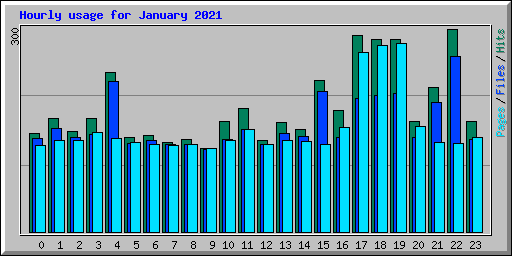 Hourly usage for January 2021
300
Pages / Files / Hits
0 1 2 3 4 5 6 7 8 9 10 11 12 13 14 15 16 17 18 19 20 21 22 23